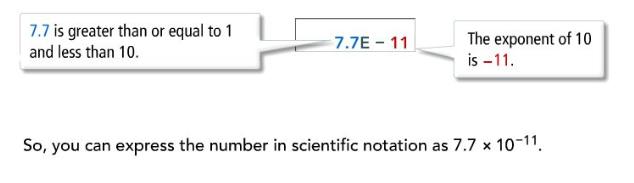 7.7 is greater than or equal to 1
and less than 10.
7.7E − 11
The exponent of 10
is −11.
So, you can express the number in scientific notation as 7.7 × 10⁻¹¹.